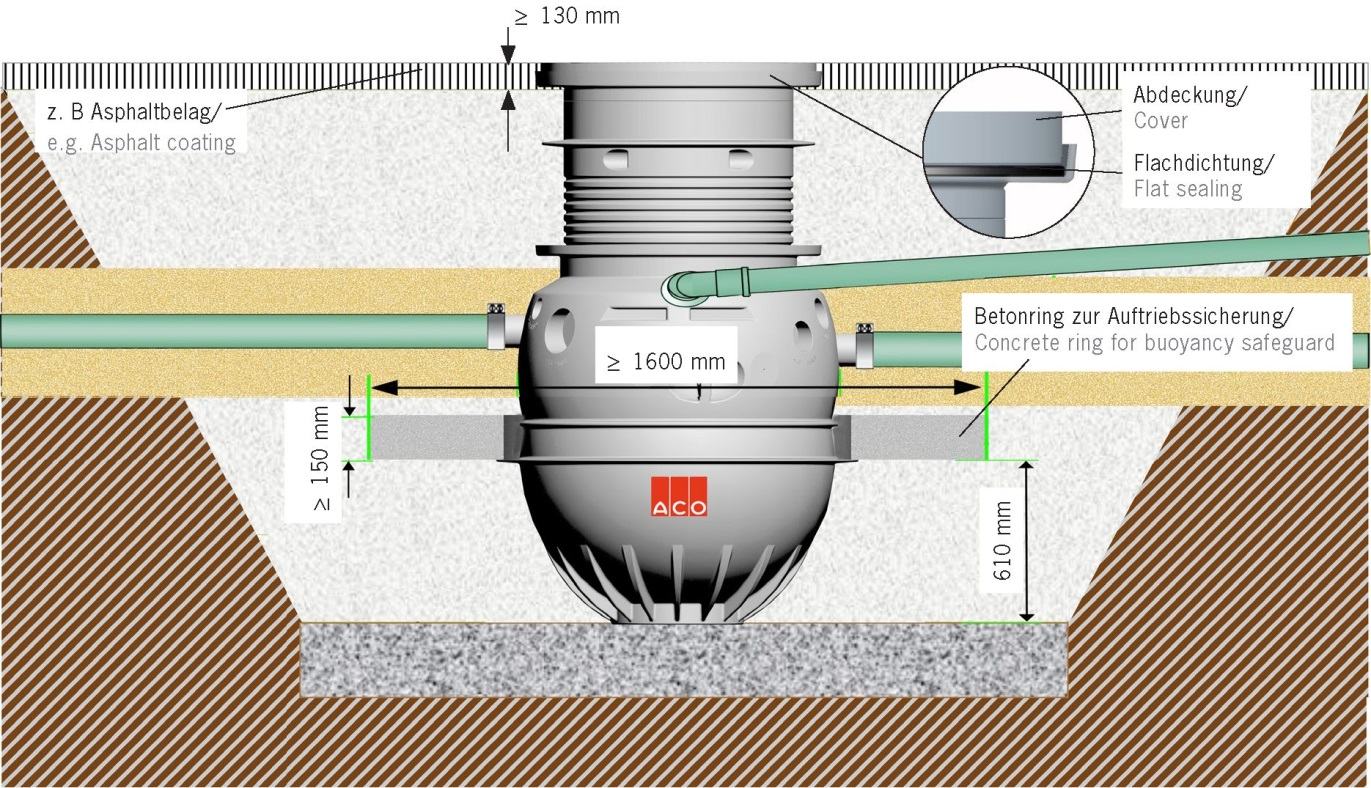 ≥ 130 mm
z. B Asphaltbelag/
e.g. Asphalt coating
Abdeckung/
Cover
Flachdichtung/
Flat sealing
Betonring zur Auftriebssicherung/
Concrete ring for buoyancy safeguard
≥ 1600 mm
≥ 150 mm
ACO
610 mm